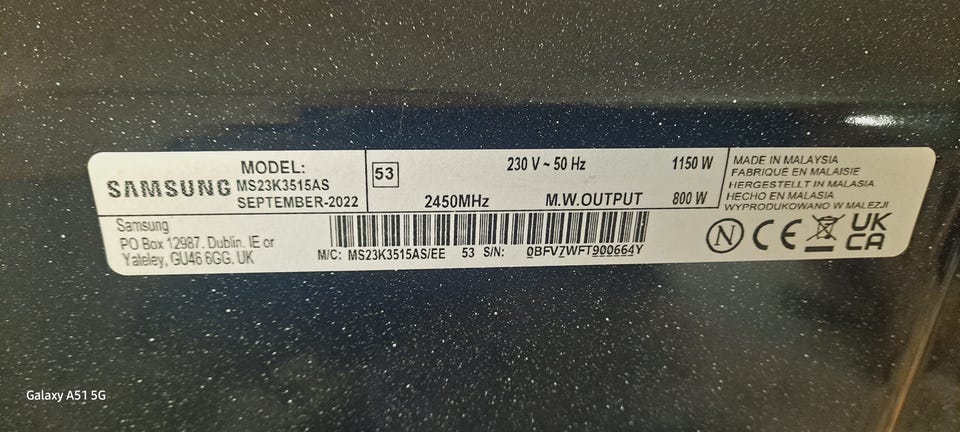 SAMSUNG
MODEL:
MS23K3515AS
SEPTEMBER-2022
53
230 V ~ 50 Hz
1150 W
2450MHz
M.W.OUTPUT
800 W
MADE IN MALAYSIA
FABRIQUÉ EN MALAISIE
HERGESTELLT IN MALASIA
HECHO EN MALASIA
WYPRODUKOWANO W MALEZJI
Samsung
PO Box 12987. Dublin. IE or
Yateley, GU46 6GG. UK
M/C: MS23K3515AS/EE 53 S/N: 0BFV7WFT900664Y
N CE UK
CA
Galaxy A51 5G